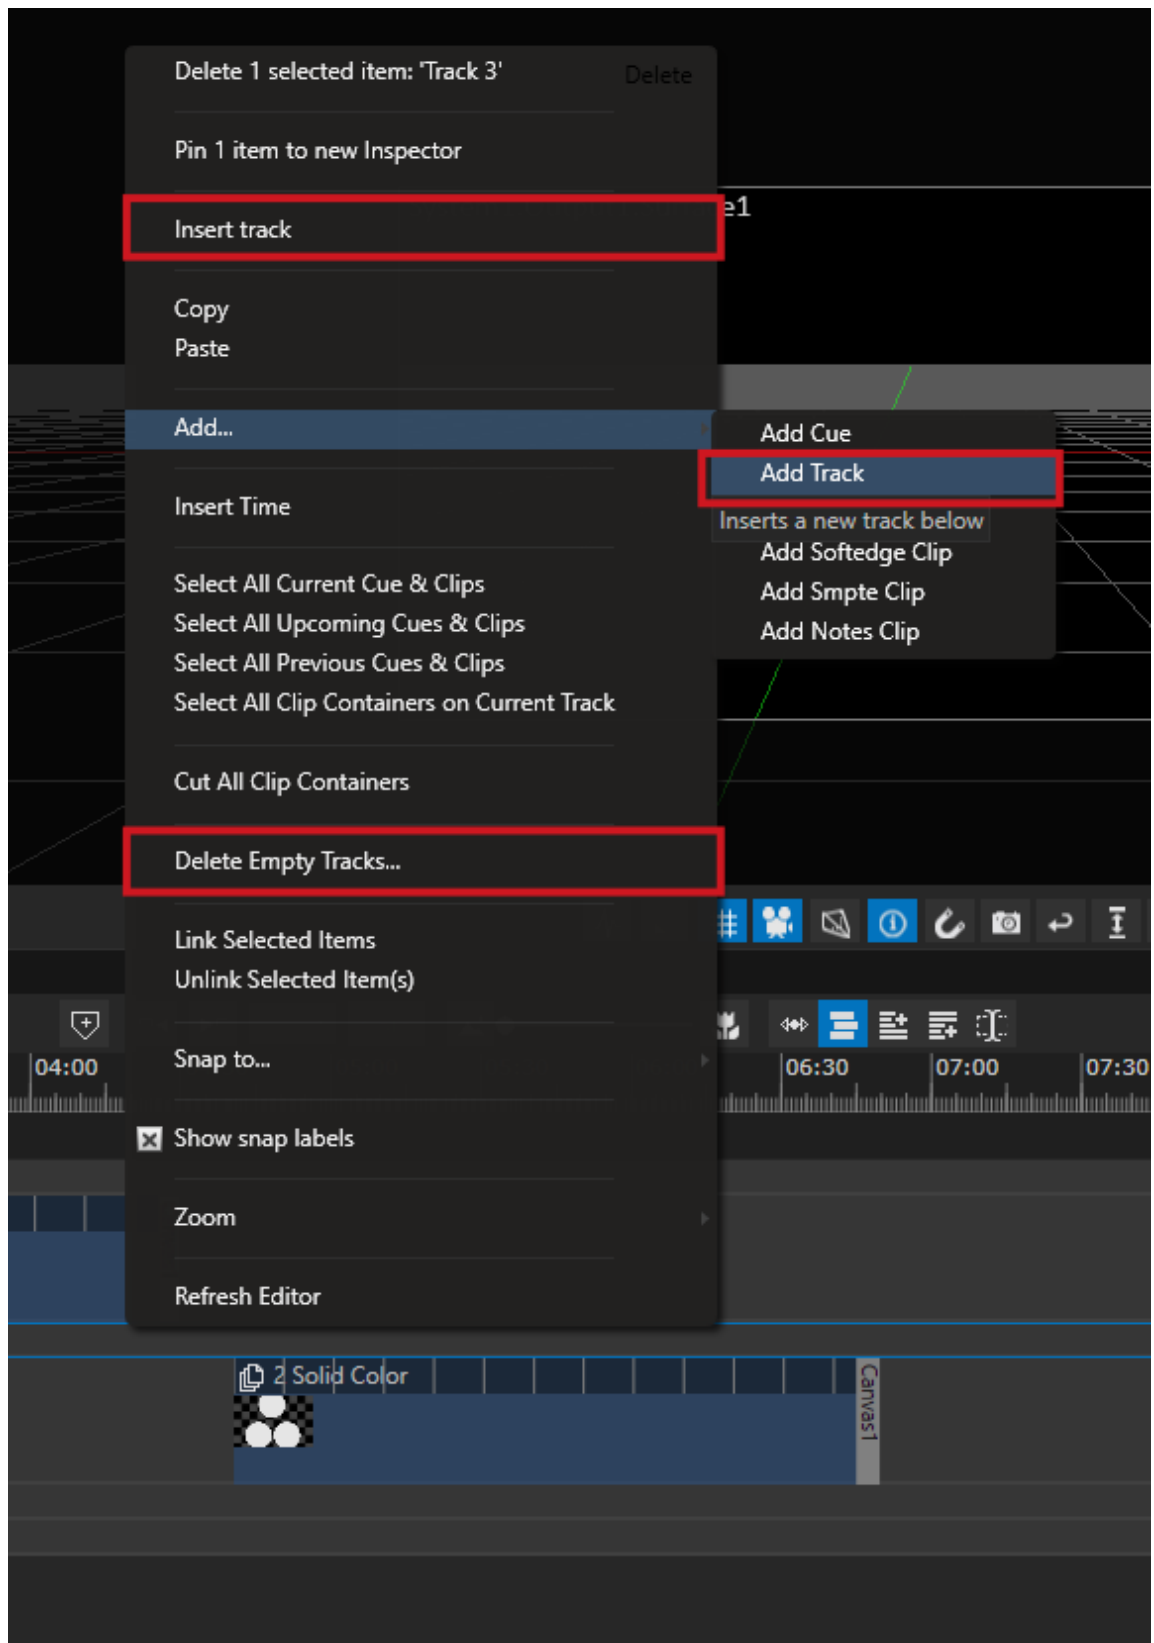 Delete 1 selected item: 'Track 3' Delete
Pin 1 item to new Inspector
Insert track
e1
Copy
Paste
Add...
Add Cue
Add Track
Inserts a new track below
Insert Time
Add Softedge Clip
Select All Current Cue & Clips
Add Smpte Clip
Select All Upcoming Cues & Clips
Add Notes Clip
Select All Previous Cues & Clips
Select All Clip Containers on Current Track
Cut All Clip Containers
Delete Empty Tracks...
Link Selected Items
Unlink Selected Item(s)
Snap to...
04:00 06:30 07:00 07:30
Show snap labels
Zoom
Refresh Editor
2 Solid Color
Canvas1